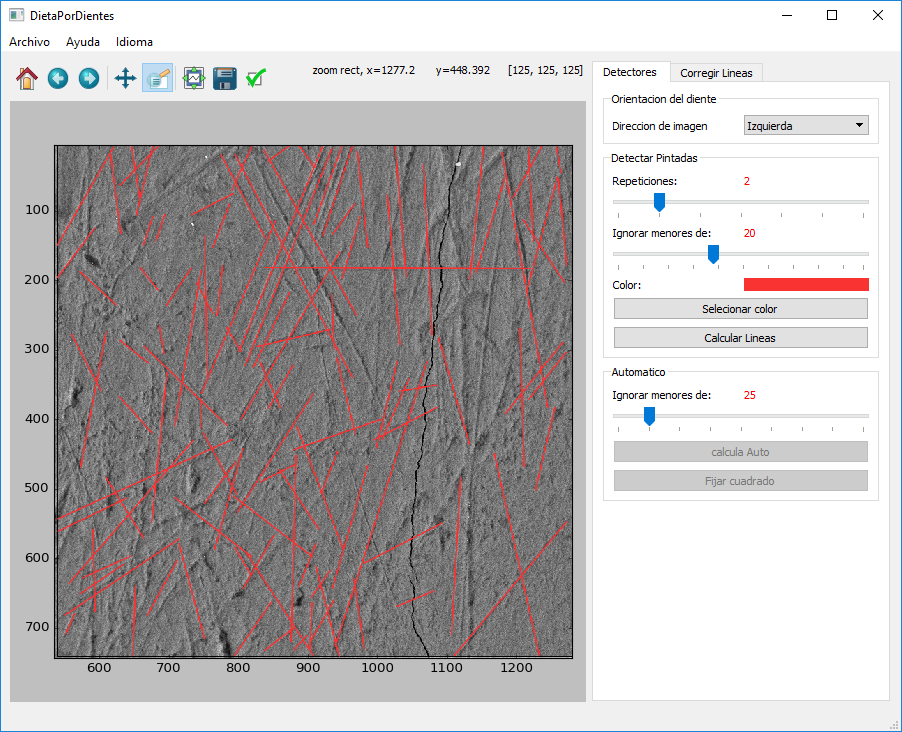 DietaPorDientes
Archivo Ayuda Idioma
zoom rect, x=1277.2 y=448.392 [125, 125, 125]
Detectores Corregir Lineas
Orientacion del diente
Direccion de imagen Izquierda
Detectar Pintadas
Repeticiones: 2
Ignorar menores de: 20
Color:
Selecionar color
Calcular Lineas
Automatico
Ignorar menores de: 25
calcula Auto
Fijar cuadrado
100
200
300
400
500
600
700
600 700 800 900 1000 1100 1200